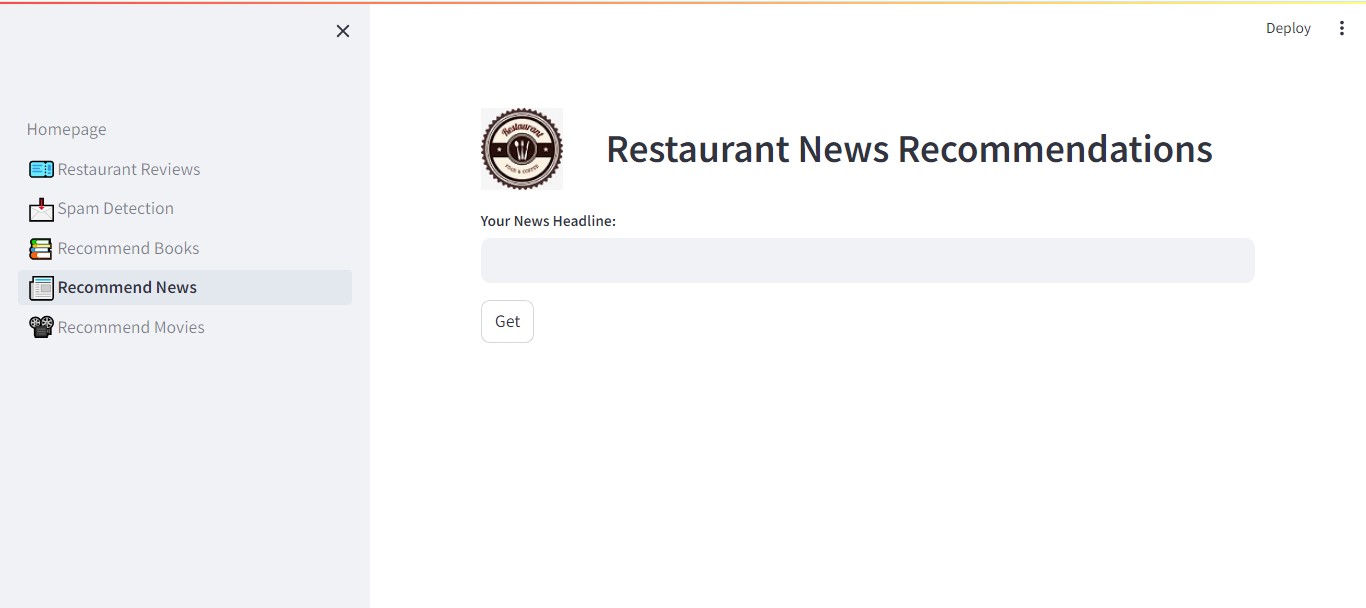 Deploy
Homepage
Restaurant Reviews
Spam Detection
Recommend Books
Recommend News
Recommend Movies
Restaurant
FOOD & COFFEE
Restaurant News Recommendations
Your News Headline:
Get